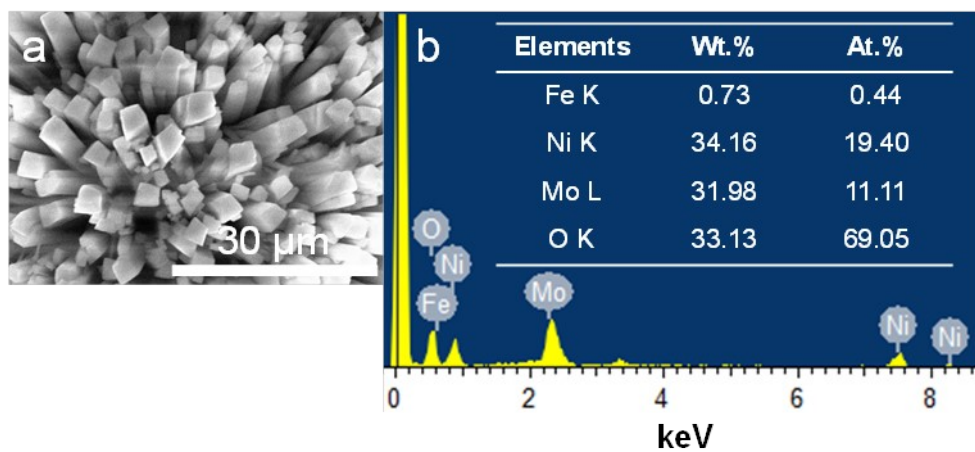 a
30 µm
b
Elements Wt.% At.%
Fe K 0.73 0.44
Ni K 34.16 19.40
Mo L 31.98 11.11
O K 33.13 69.05
O
Ni
Fe
Mo
Ni
Ni
0 2 4 6 8
keV